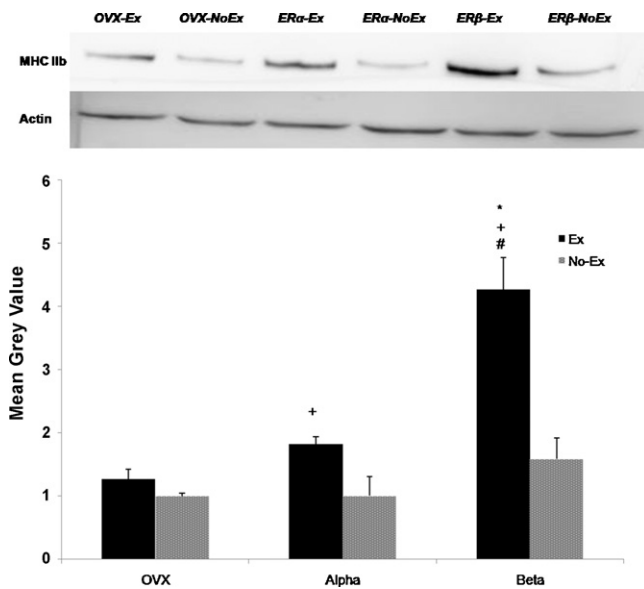 OVX-Ex OVX-NoEx ERα-Ex ERα-NoEx ERβ-Ex ERβ-NoEx
MHC IIb
Actin
6
5
4
3
2
1
0
Mean Grey Value
*
+
#
+
Ex
No-Ex
OVX Alpha Beta